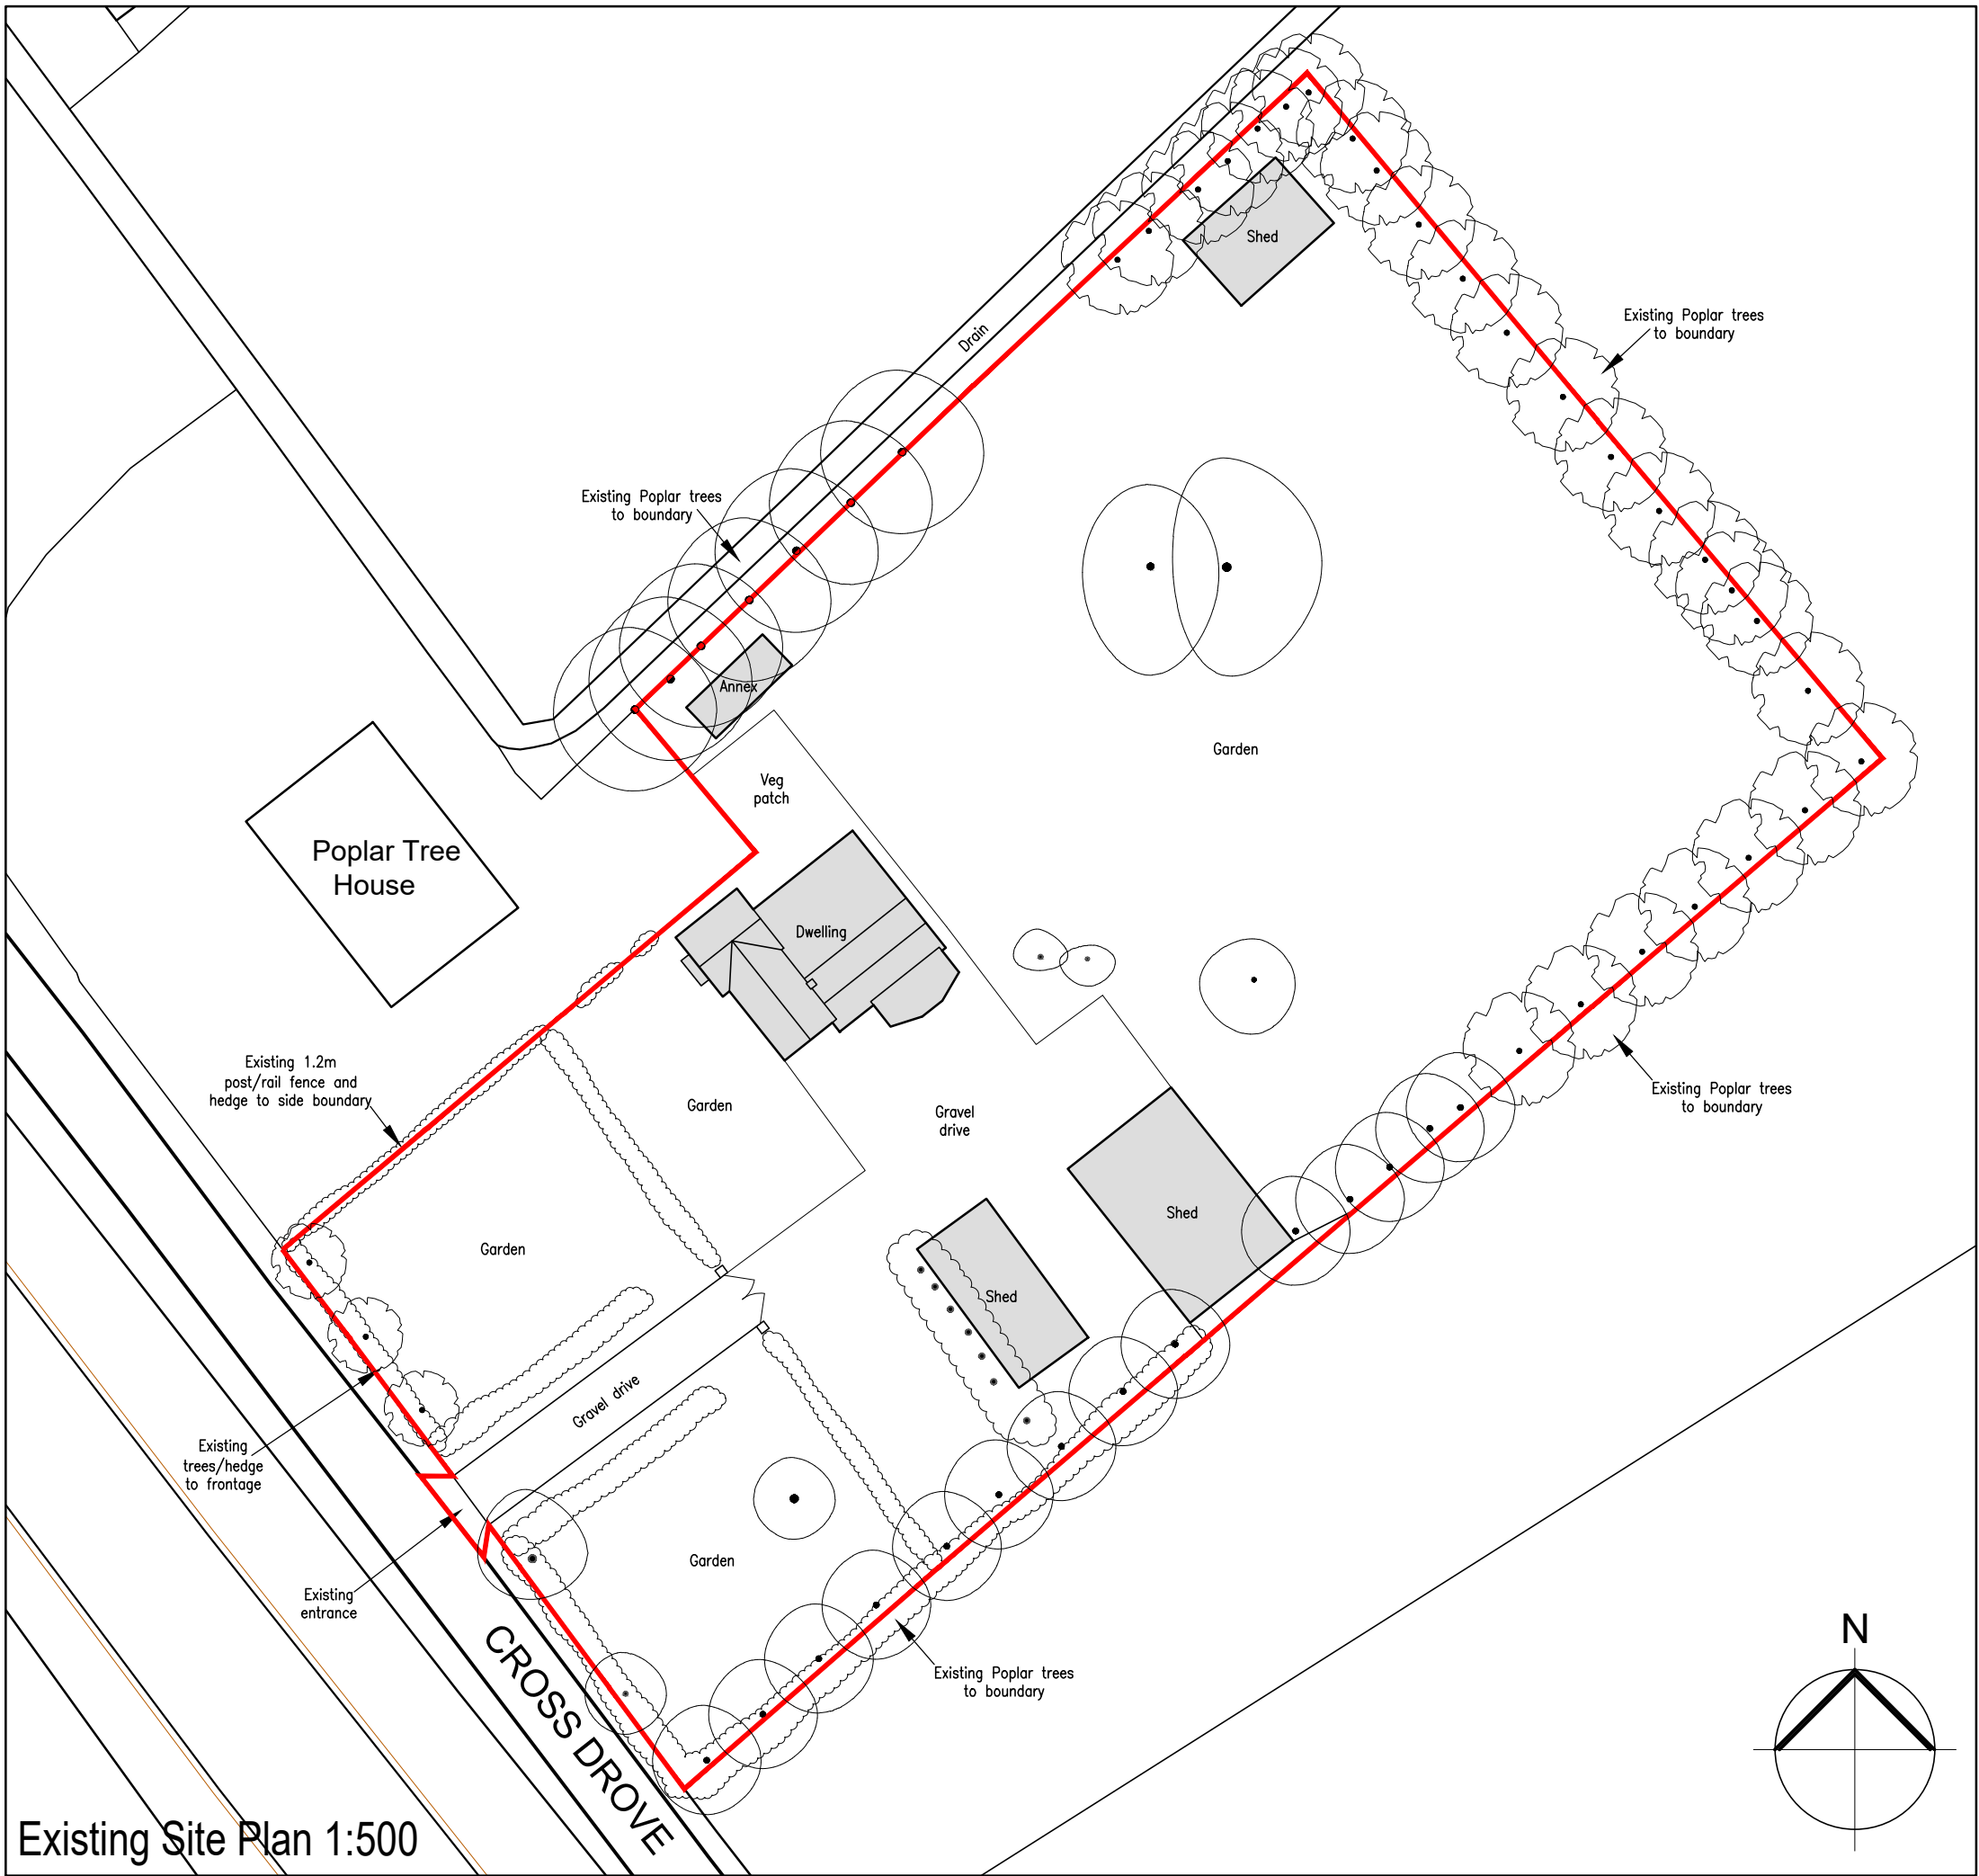 Shed
Existing Poplar trees
to boundary
Drain
Existing Poplar trees
to boundary
Annex
Garden
Veg
patch
Poplar Tree
House
Dwelling
Existing 1.2m
post/rail fence and
hedge to side boundary
Garden
Gravel
drive
Existing Poplar trees
to boundary
Shed
Garden
Shed
Gravel drive
Existing
trees/hedge
to frontage
Garden
Existing
entrance
CROSS DROVE
Existing Poplar trees
to boundary
N
Existing Site Plan 1:500